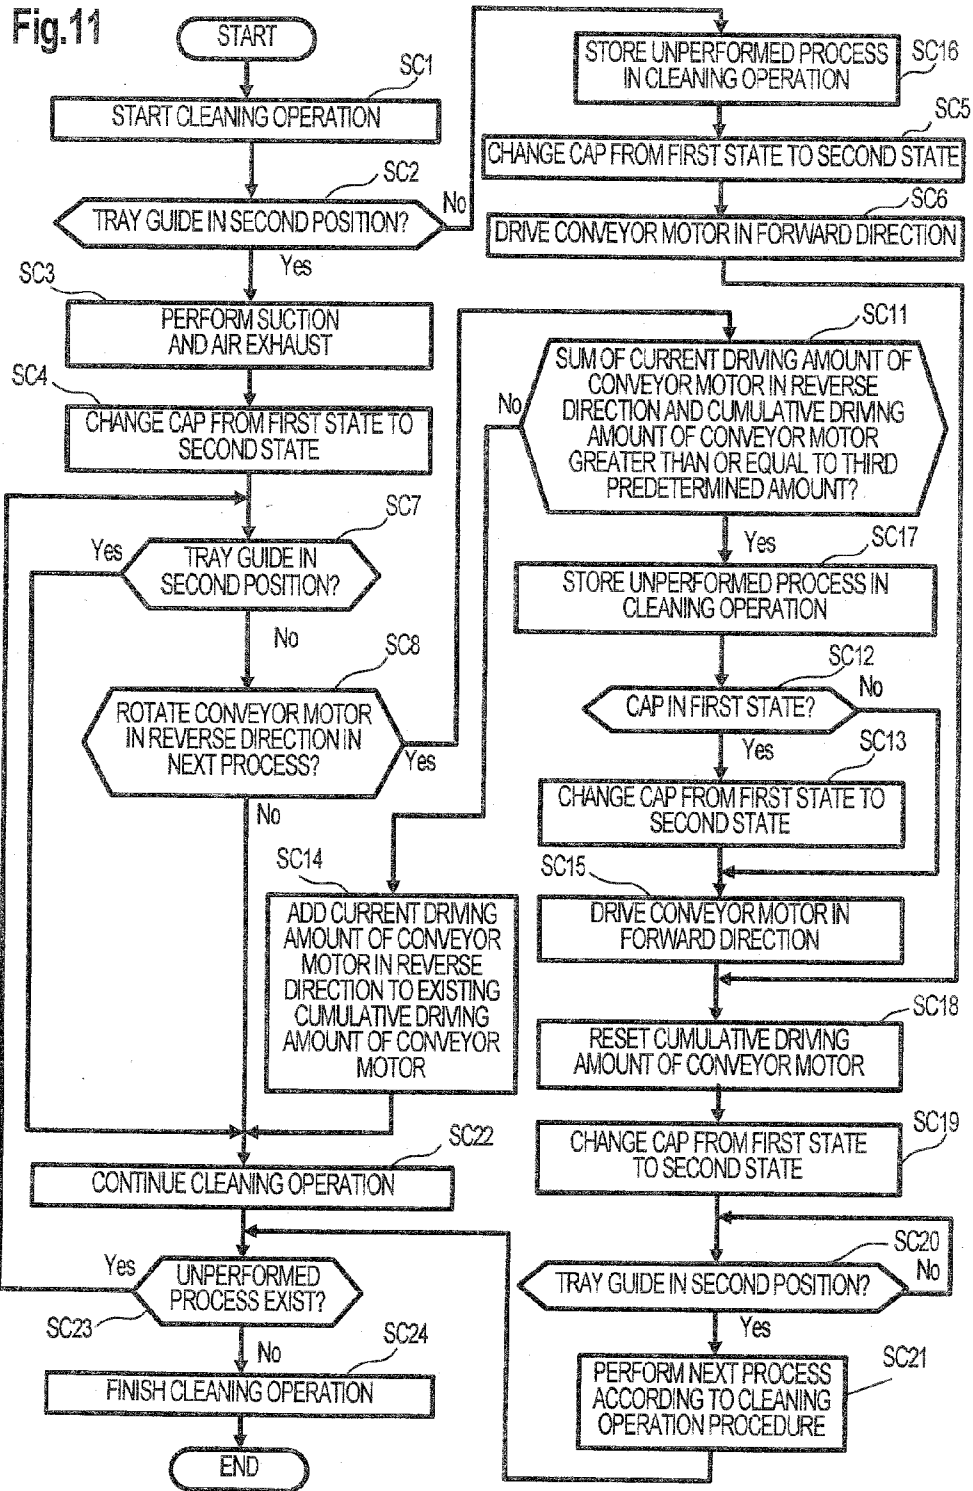 Fig.11
START
SC1
START CLEANING OPERATION
SC2
TRAY GUIDE IN SECOND POSITION?
No
Yes
SC3
PERFORM SUCTION
AND AIR EXHAUST
SC4
CHANGE CAP FROM FIRST STATE TO
SECOND STATE
SC7
Yes
TRAY GUIDE IN
SECOND POSITION?
No
SC8
ROTATE CONVEYOR MOTOR
IN REVERSE DIRECTION IN
NEXT PROCESS?
Yes
No
SC14
ADD CURRENT DRIVING
AMOUNT OF CONVEYOR
MOTOR IN REVERSE
DIRECTION TO EXISTING
CUMULATIVE DRIVING
AMOUNT OF CONVEYOR
MOTOR
SC22
CONTINUE CLEANING OPERATION
Yes
UNPERFORMED
PROCESS EXIST?
SC23
No
SC24
FINISH CLEANING OPERATION
END
STORE UNPERFORMED PROCESS
IN CLEANING OPERATION
SC16
SC5
CHANGE CAP FROM FIRST STATE TO SECOND STATE
SC6
DRIVE CONVEYOR MOTOR IN FORWARD DIRECTION
SC11
SUM OF CURRENT DRIVING AMOUNT OF
CONVEYOR MOTOR IN REVERSE
DIRECTION AND CUMULATIVE DRIVING
AMOUNT OF CONVEYOR MOTOR
GREATER THAN OR EQUAL TO THIRD
PREDETERMINED AMOUNT?
No
Yes
SC17
STORE UNPERFORMED PROCESS IN
CLEANING OPERATION
SC12
CAP IN FIRST STATE?
No
Yes
SC13
CHANGE CAP FROM FIRST STATE TO
SECOND STATE
SC15
DRIVE CONVEYOR MOTOR IN
FORWARD DIRECTION
SC18
RESET CUMULATIVE DRIVING
AMOUNT OF CONVEYOR MOTOR
SC19
CHANGE CAP FROM FIRST STATE
TO SECOND STATE
SC20
TRAY GUIDE IN SECOND POSITION?
No
Yes
SC21
PERFORM NEXT PROCESS
ACCORDING TO CLEANING
OPERATION PROCEDURE